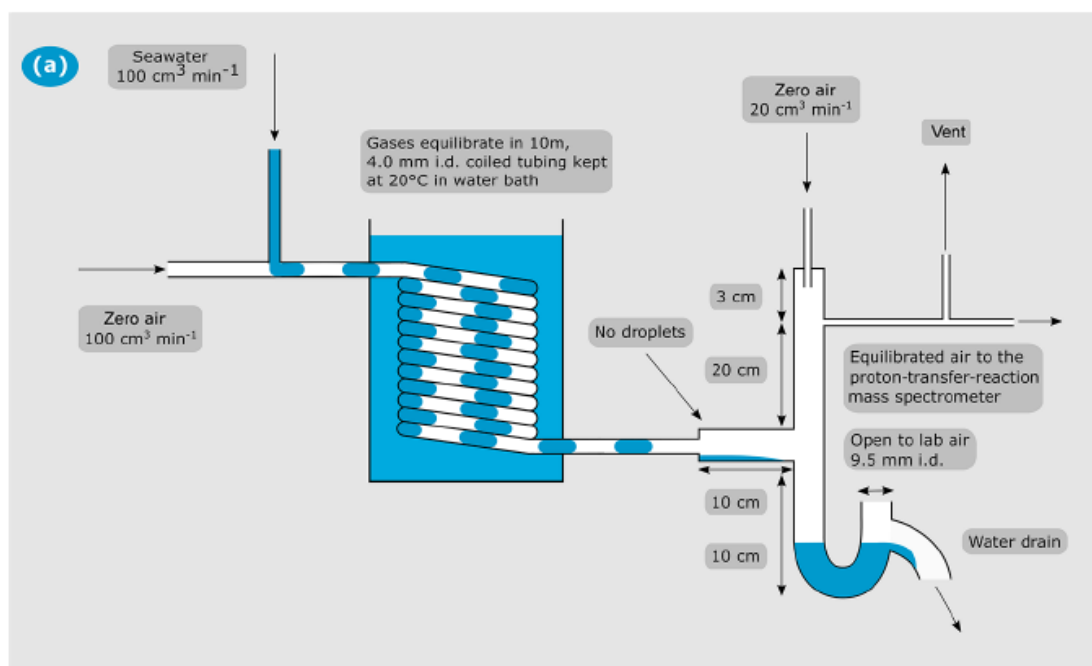 (a)
Seawater
100 cm³ min⁻¹
Zero air
20 cm³ min⁻¹
Vent
Gases equilibrate in 10m,
4.0 mm i.d. coiled tubing kept
at 20°C in water bath
3 cm
Zero air
100 cm³ min⁻¹
No droplets
20 cm
Equilibrated air to the
proton-transfer-reaction
mass spectrometer
Open to lab air
9.5 mm i.d.
10 cm
10 cm
Water drain